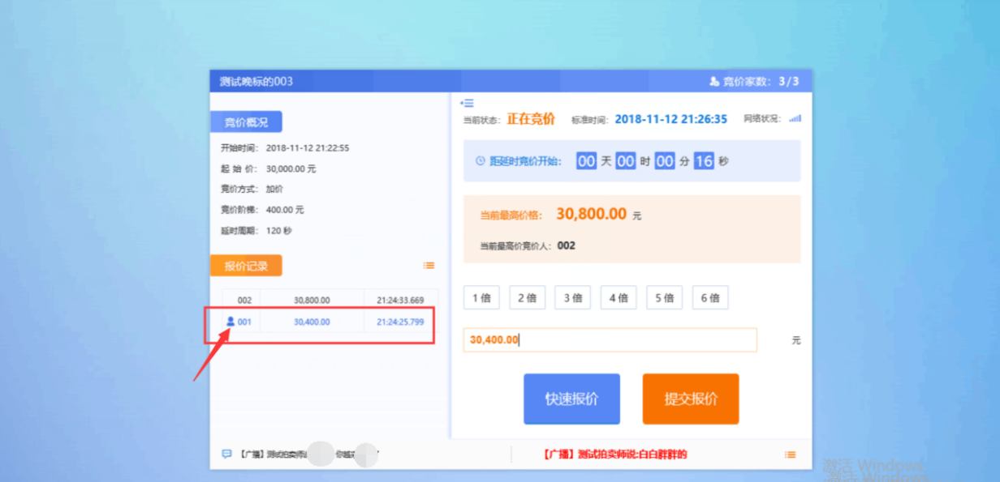 测试晚标的003
竞价家数：3/3
竞价概况
开始时间：2018-11-12 21:22:55
起 始 价：30,000.00 元
竞价方式：加价
竞价阶梯：400.00 元
延时周期：120 秒
报价记录
002 30,800.00 21:24:33.669
001 30,400.00 21:24:25.799
当前状态：正在竞价 标准时间：2018-11-12 21:26:35 网络状况：
距延时竞价开始：00 天 00 时 00 分 16 秒
当前最高价格：30,800.00 元
当前最高价竞价人：002
1 倍 2 倍 3 倍 4 倍 5 倍 6 倍
30,400.00 元
快速报价 提交报价
【广播】测试拍卖师
【广播】测试拍卖师说:白白胖胖的
激活 Windows
激活 Windows